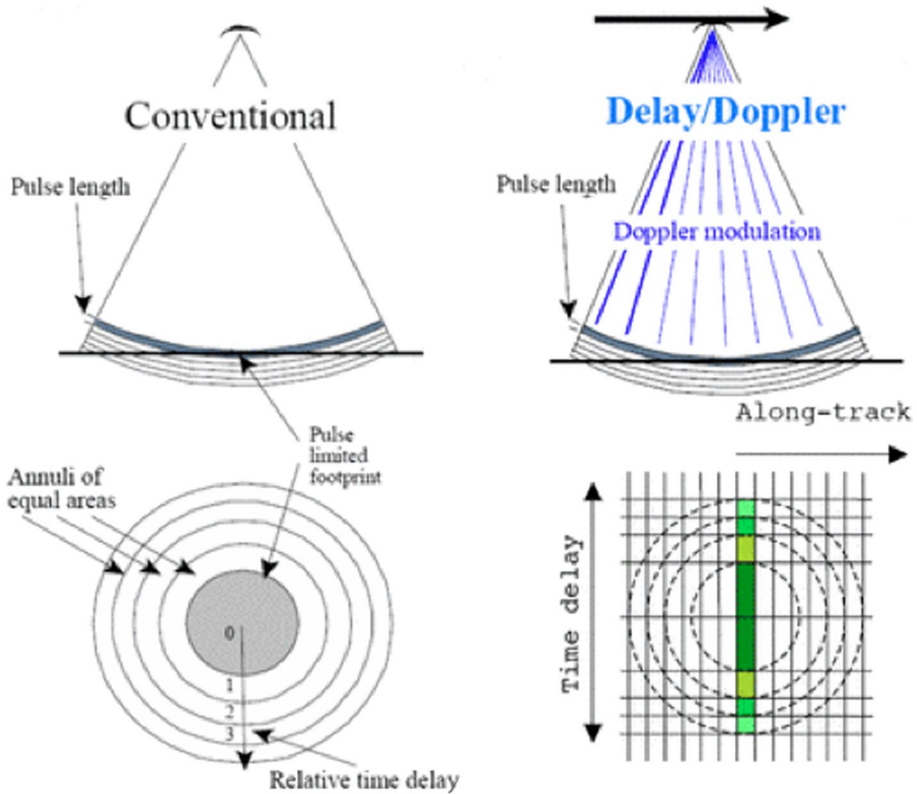 Conventional
Pulse length
Pulse
limited
footprint
Annuli of
equal areas
0
1
2
3
Relative time delay
Delay/Doppler
Pulse length
Doppler modulation
Along-track
Time delay